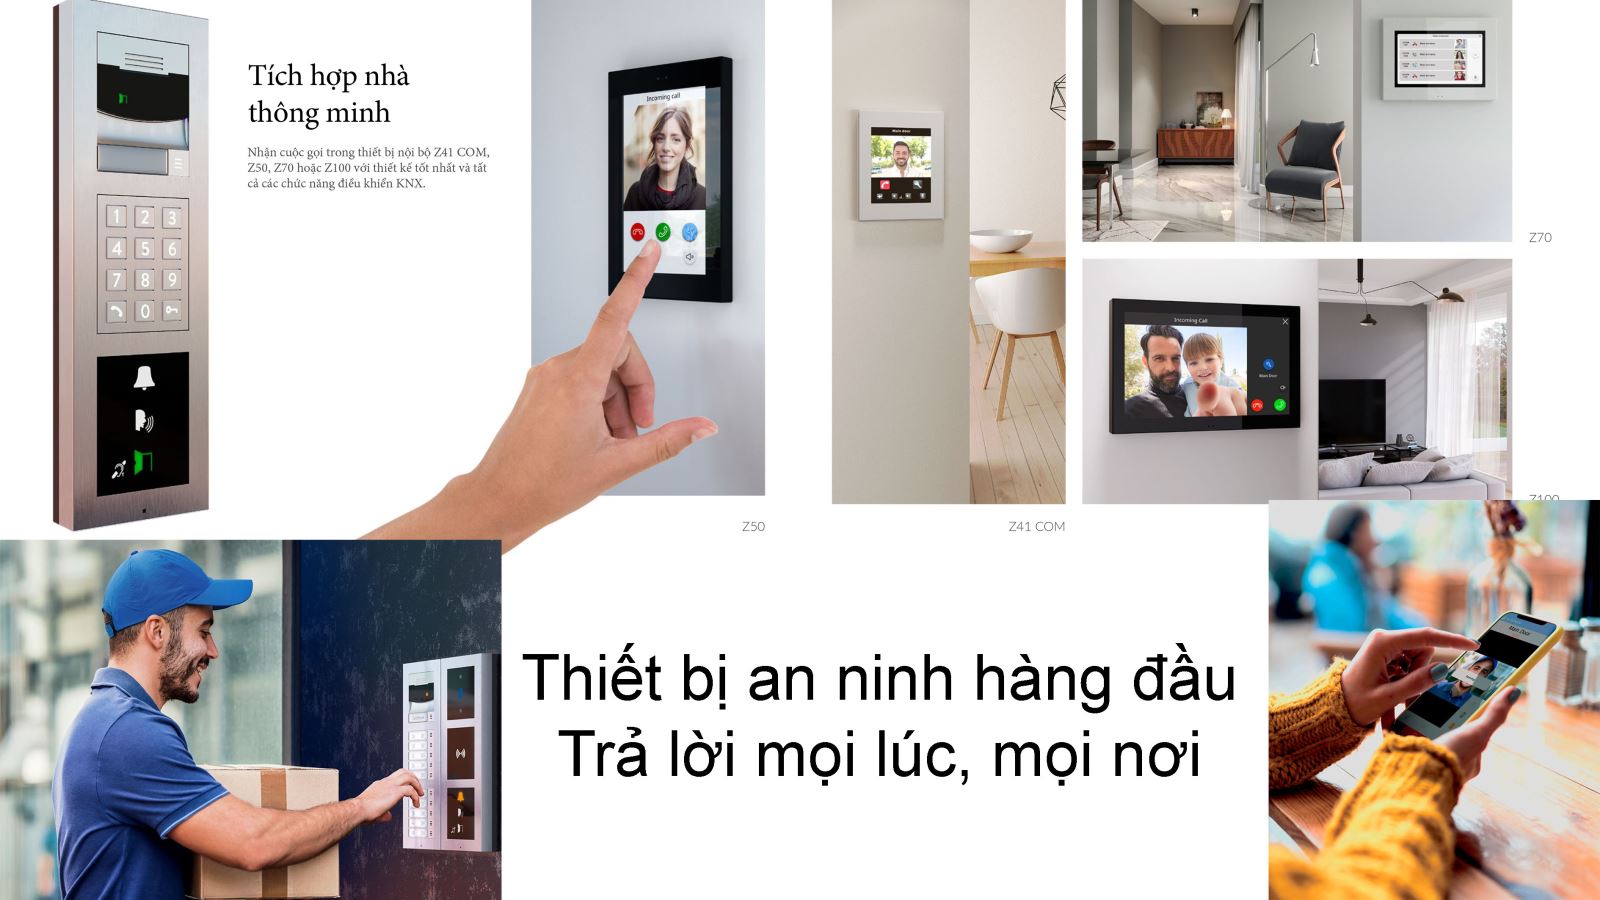 Tích hợp nhà
thông minh
Nhận cuộc gọi trong thiết bị nội bộ Z41 COM,
Z50, Z70 hoặc Z100 với thiết kế tốt nhất và tất
cả các chức năng điều khiển KNX.
1 2 3
4 5 6
7 8 9
0
Incoming call
Z50
Main door
Z41 COM
Z70
Incoming Call
Main Door
Z100
Thiết bị an ninh hàng đầu
Trả lời mọi lúc, mọi nơi
Main Door